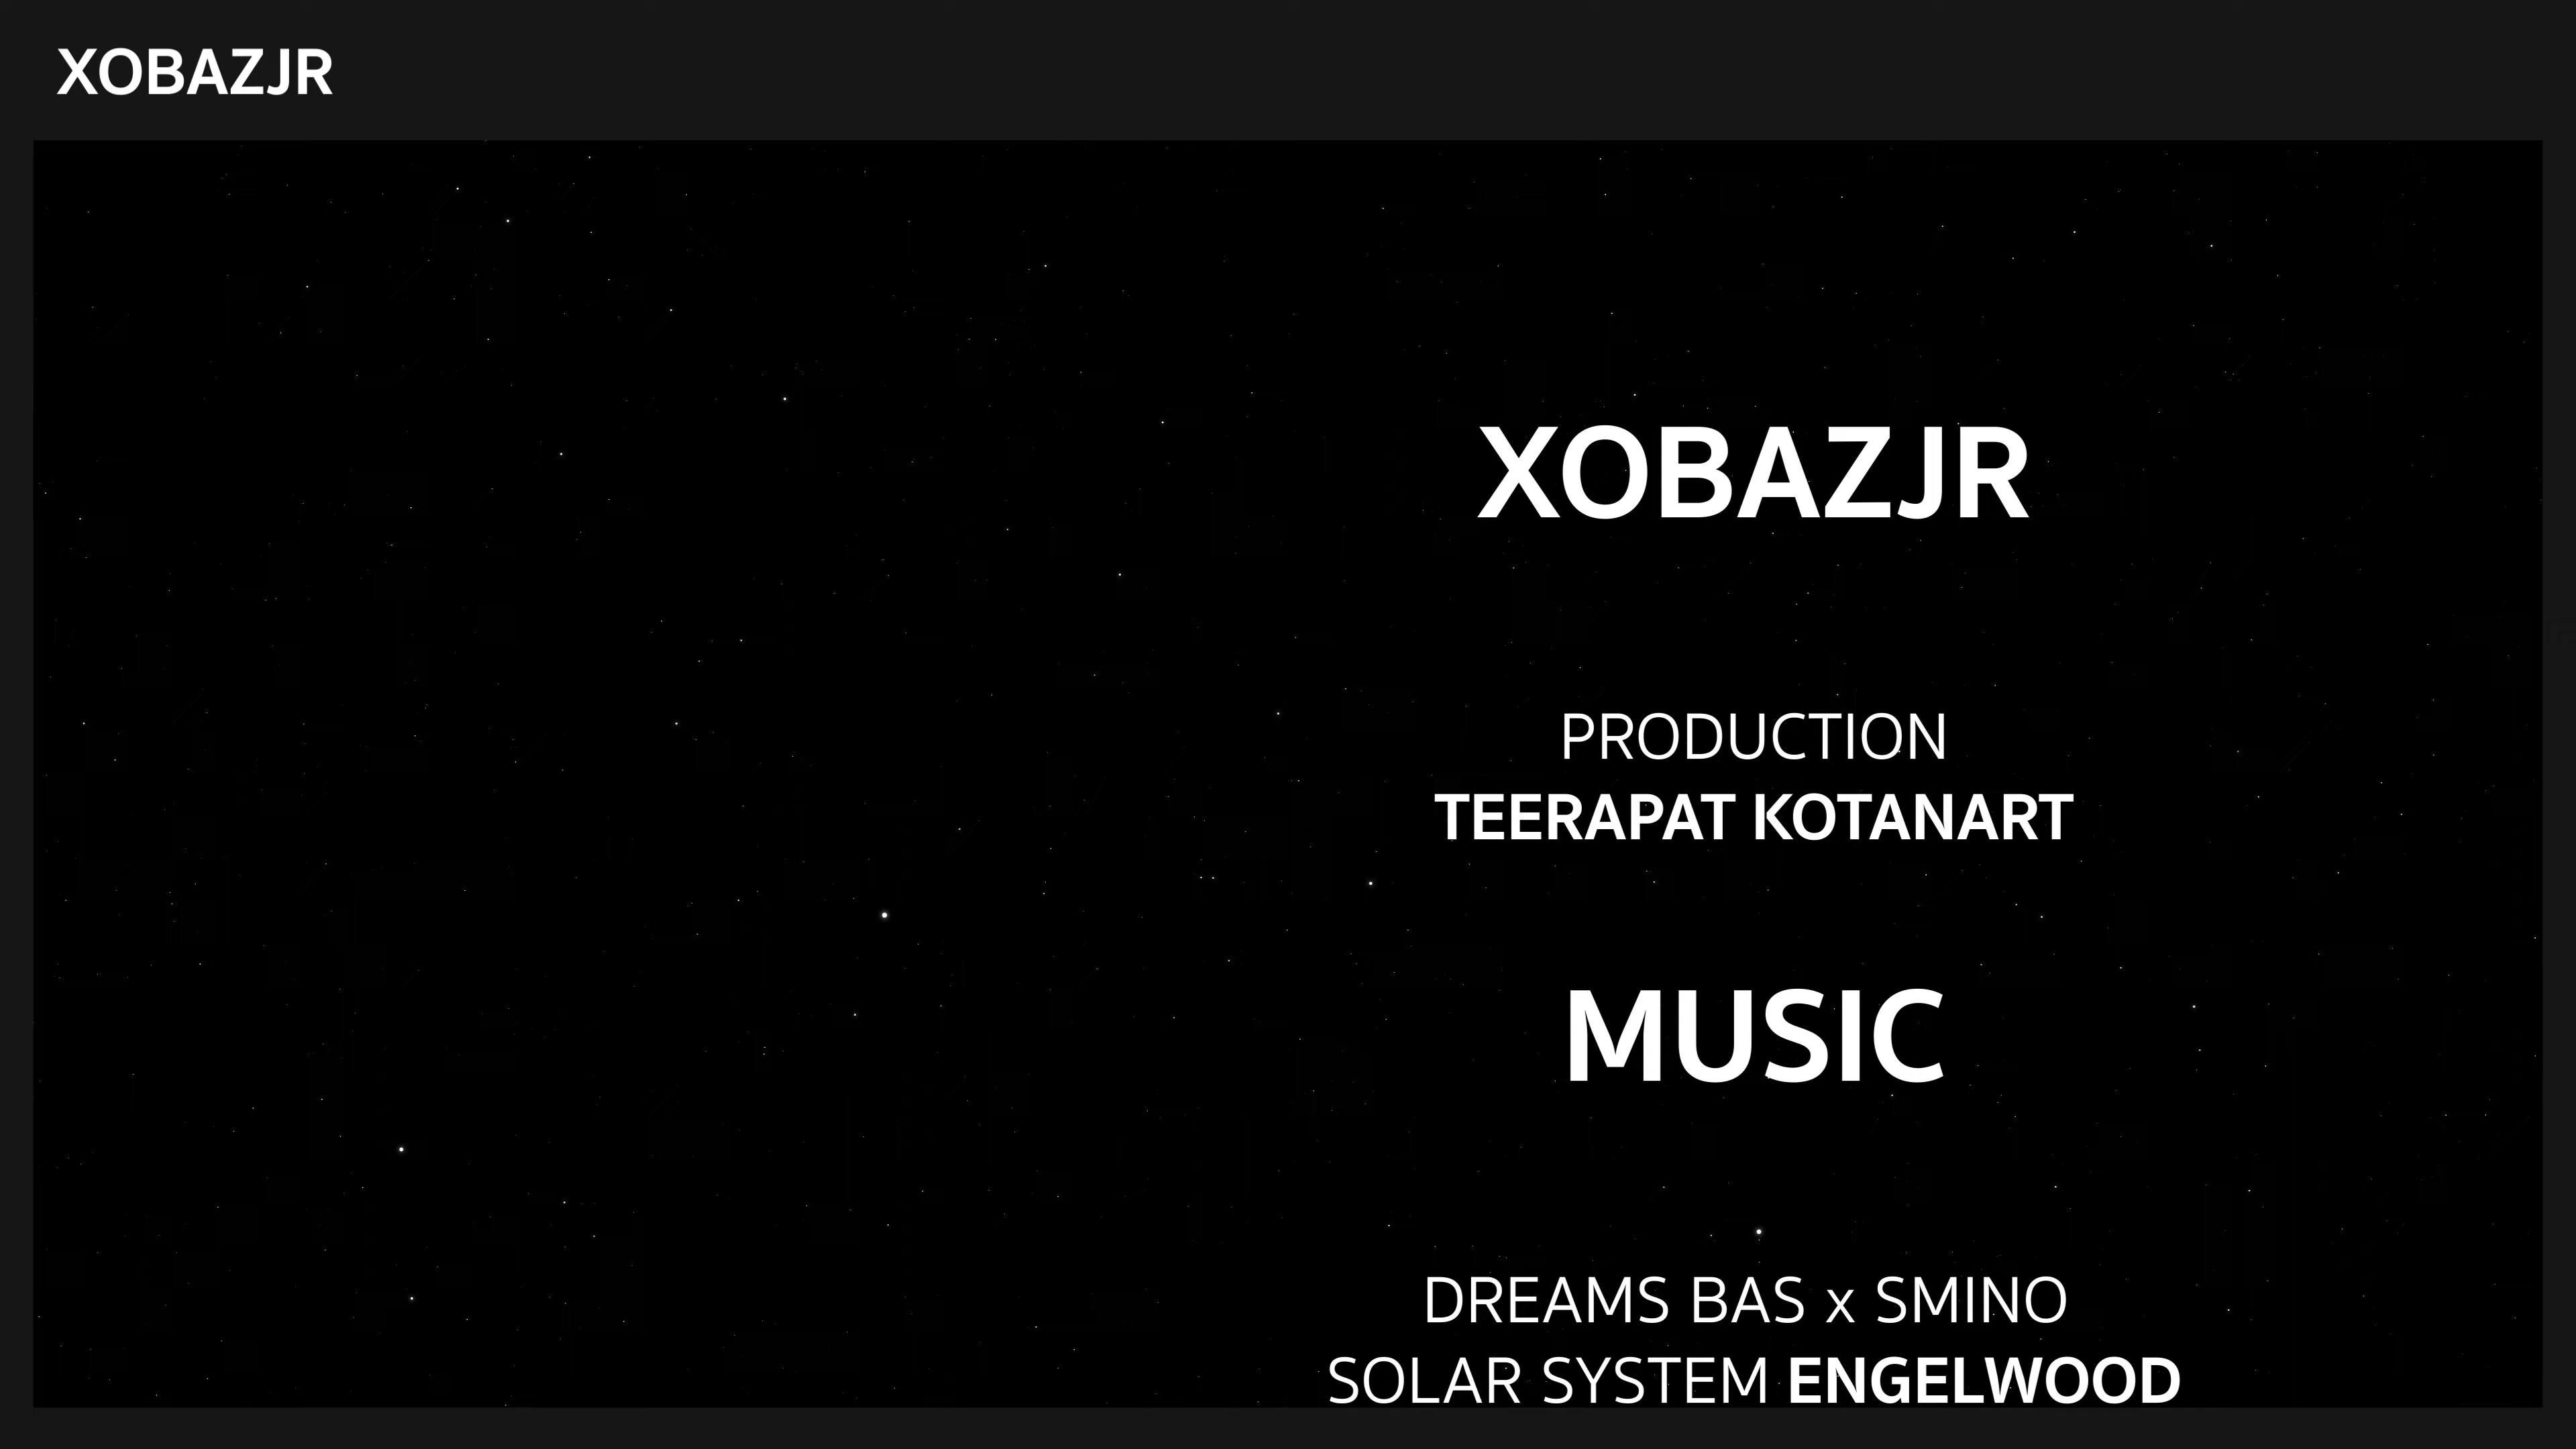 XOBAZJR
XOBAZJR
PRODUCTION
TEERAPAT KOTANART
MUSIC
DREAMS BAS x SMINO
SOLAR SYSTEM ENGELWOOD